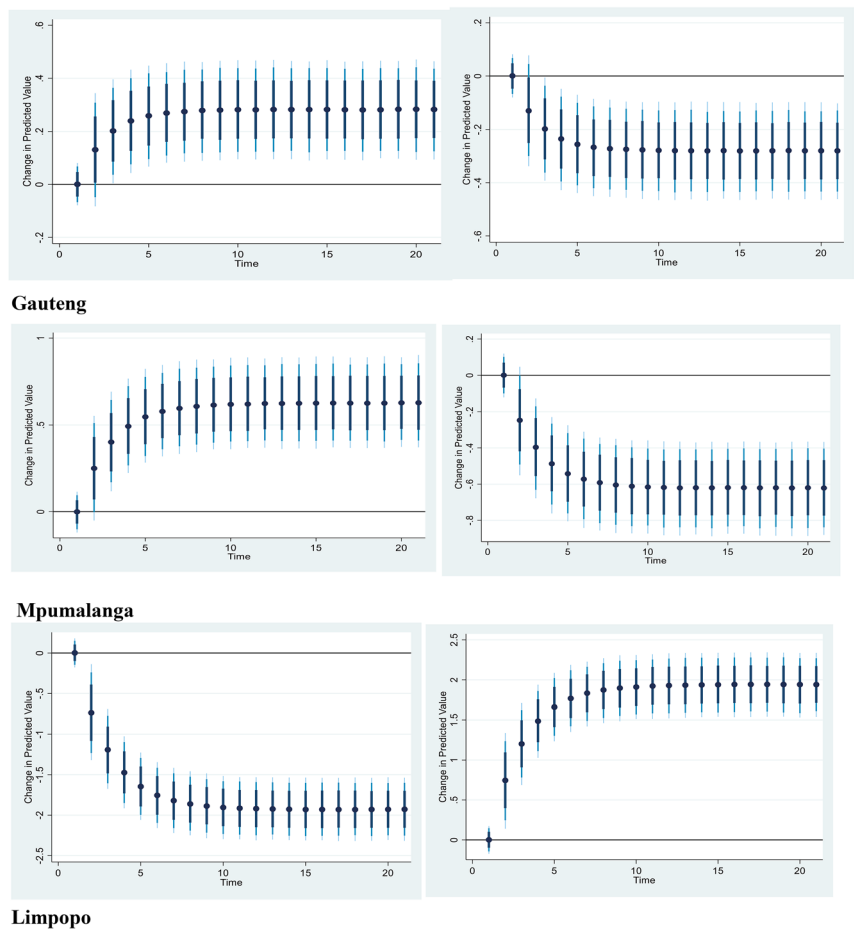 .6
.4
.2
0
-.2
Change in Predicted Value
0 5 10 15 20
Time
.2
0
-.2
-.4
-.6
Change in Predicted Value
0 5 10 15 20
Time
Gauteng
1
.5
0
Change in Predicted Value
0 5 10 15 20
Time
.2
0
-.2
-.4
-.6
-.8
Change in Predicted Value
0 5 10 15 20
Time
Mpumalanga
0
-.5
-1
-1.5
-2
-2.5
Change in Predicted Value
0 5 10 15 20
Time
2.5
2
1.5
1
.5
0
Change in Predicted Value
0 5 10 15 20
Time
Limpopo